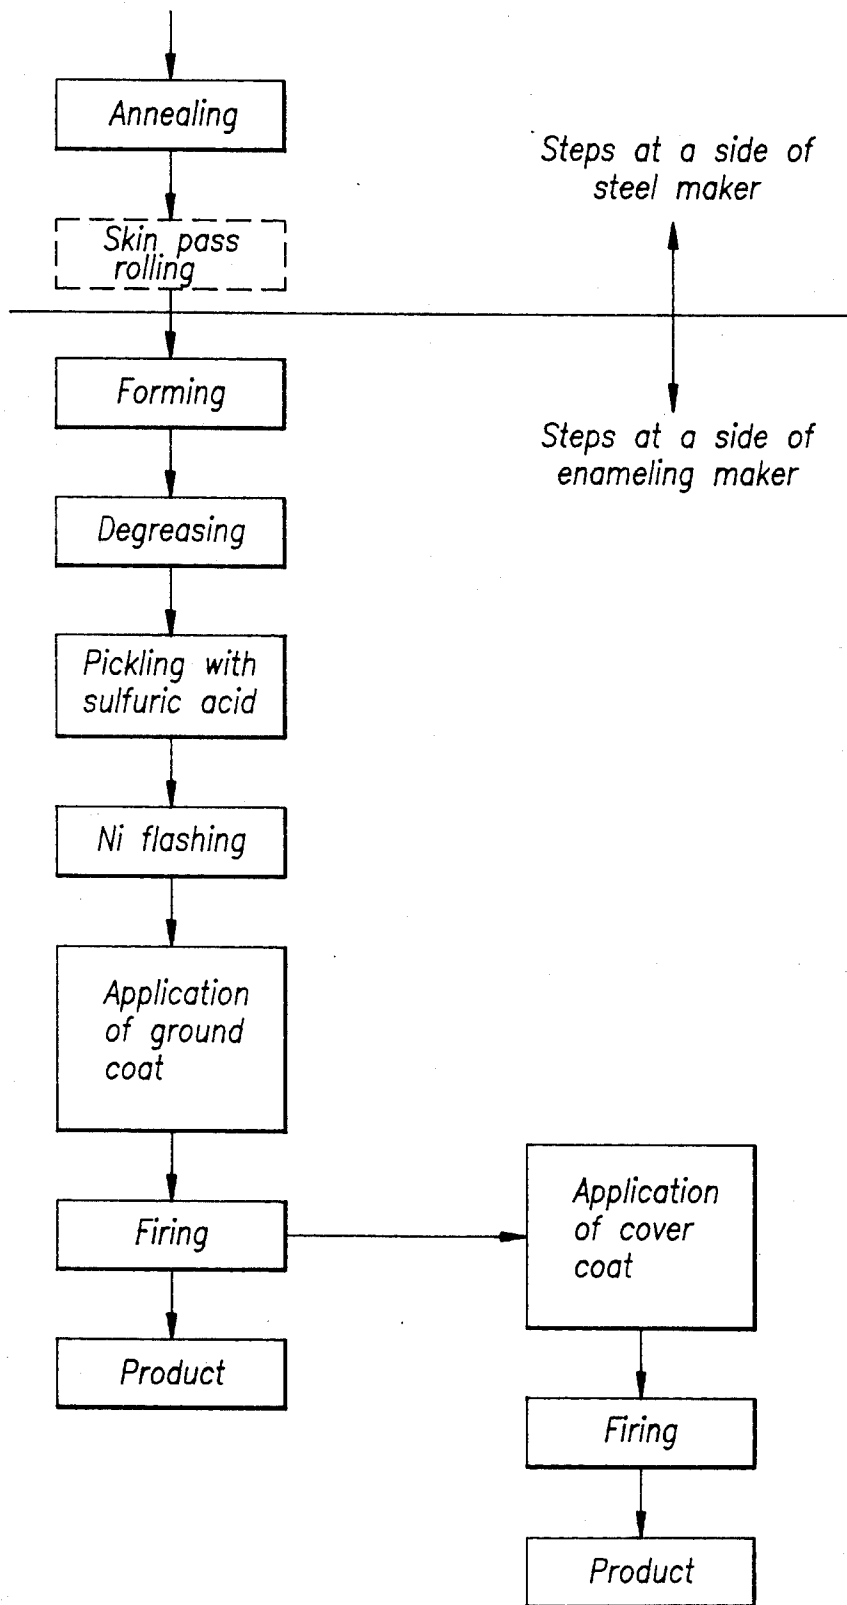 Annealing
Steps at a side of
steel maker
Skin pass
rolling
Forming
Steps at a side of
enameling maker
Degreasing
Pickling with
sulfuric acid
Ni flashing
Application
of ground
coat
Firing
Application
of cover
coat
Product
Firing
Product